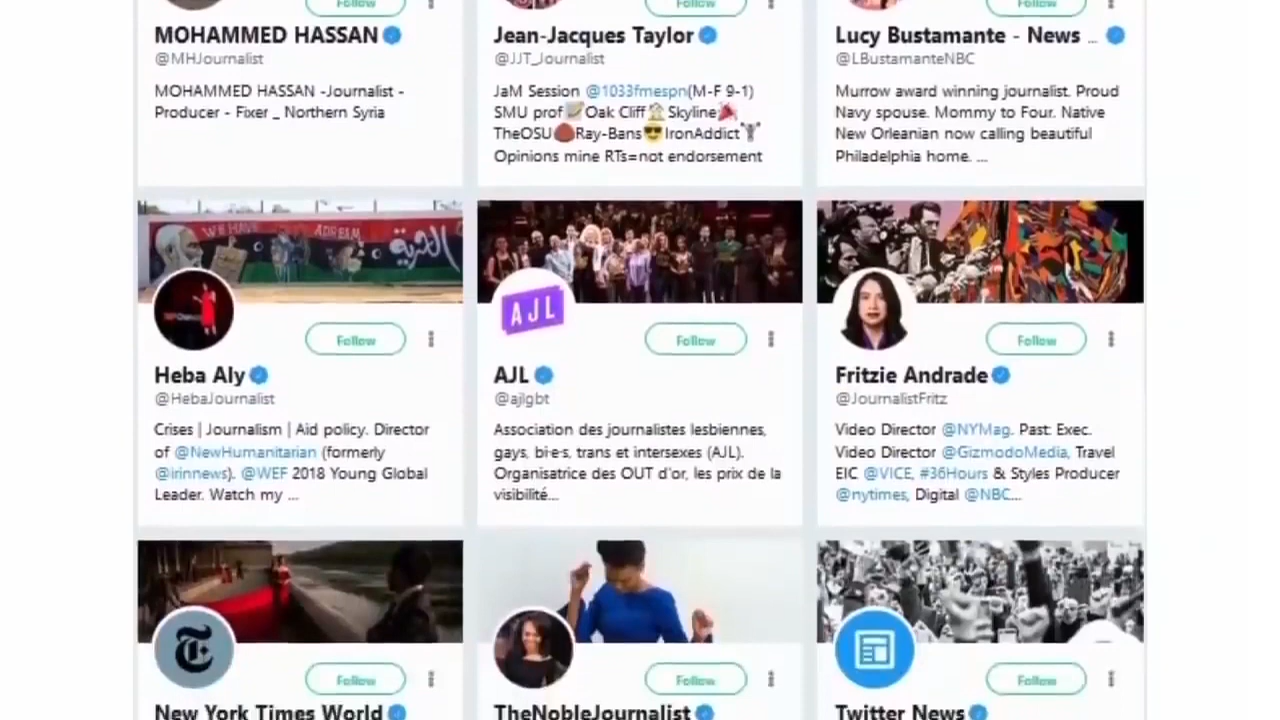 Follow Follow Follow
MOHAMMED HASSAN
@MHJournalist
MOHAMMED HASSAN -Journalist -
Producer - Fixer _ Northern Syria
Jean-Jacques Taylor
@JJT_Journalist
JaM Session @1033fmespn(M-F 9-1)
SMU prof📝Oak Cliff🏡Skyline🎉
TheOSU🌰Ray-Bans😎IronAddict🏋
Opinions mine RTs=not endorsement
Lucy Bustamante - News ...
@LBustamanteNBC
Murrow award winning journalist. Proud
Navy spouse. Mommy to Four. Native
New Orleanian now calling beautiful
Philadelphia home. ...
WE HAVE A DREAM الحرية
Follow
Heba Aly
@HebaJournalist
Crises | Journalism | Aid policy. Director
of @NewHumanitarian (formerly
@irinnews). @WEF 2018 Young Global
Leader. Watch my ...
AJL
Follow
AJL
@ajlgbt
Association des journalistes lesbiennes,
gays, bi·e·s, trans et intersexes (AJL).
Organisatrice des OUT d'or, les prix de la
visibilité...
Follow
Fritzie Andrade
@JournalistFritz
Video Director @NYMag. Past: Exec.
Video Director @GizmodoMedia, Travel
EIC @VICE, #36Hours & Styles Producer
@nytimes, Digital @NBC...
T
Follow
New York Times World
Follow
TheNobleJournalist
Follow
Twitter News